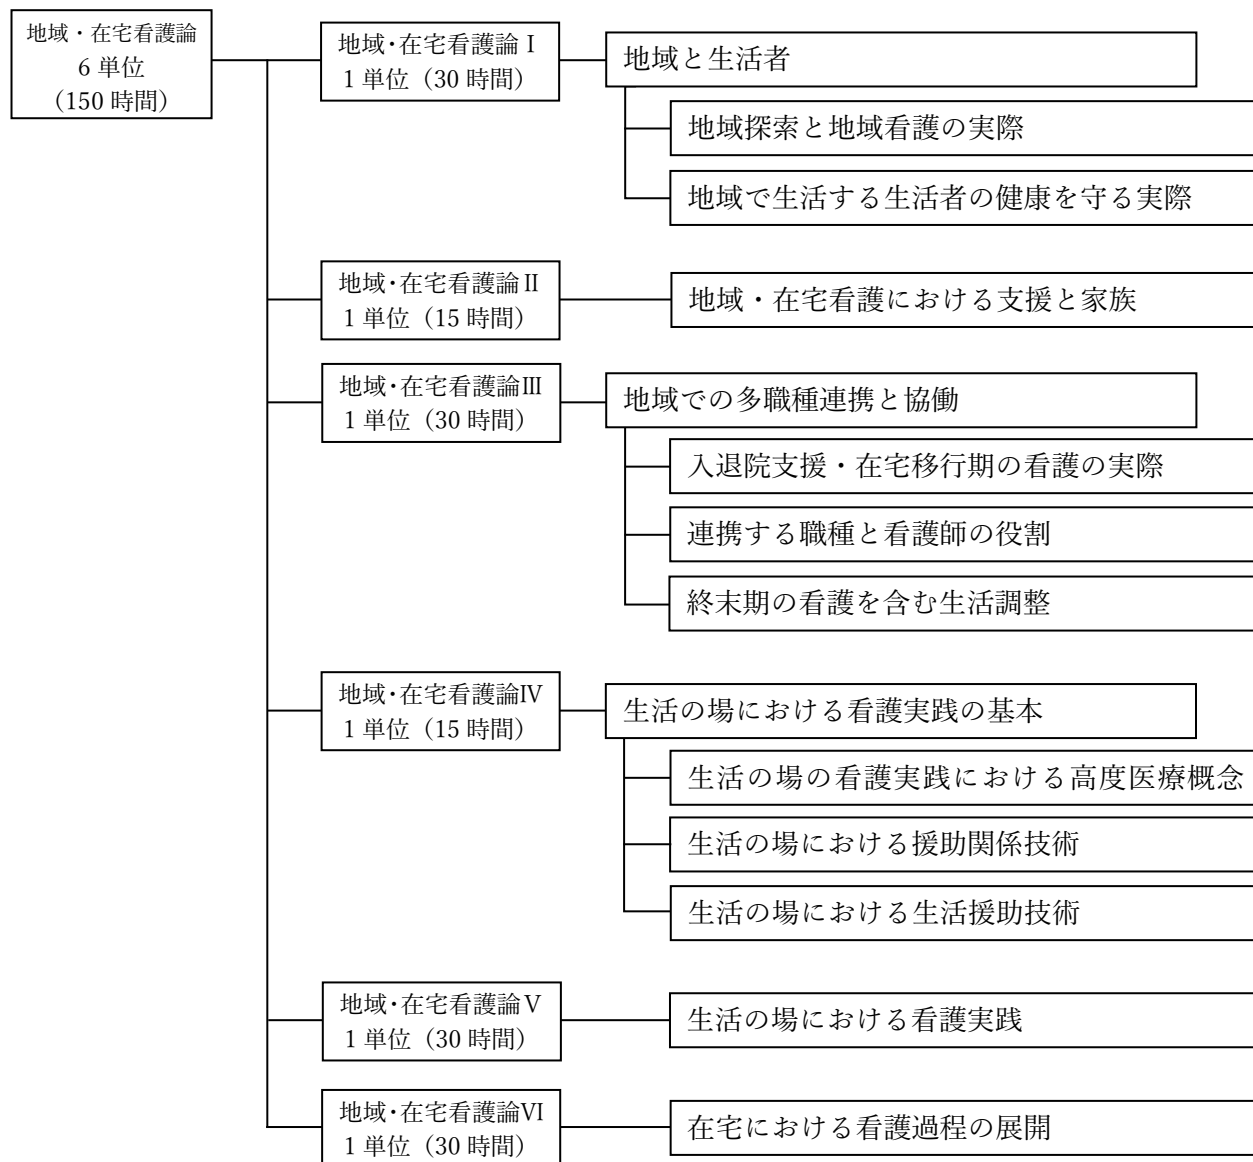 地域・在宅看護論
6 単位
（150 時間）
地域･在宅看護論Ⅰ
1 単位（30 時間）
地域と生活者
地域探索と地域看護の実際
地域で生活する生活者の健康を守る実際
地域･在宅看護論Ⅱ
1 単位（15 時間）
地域・在宅看護における支援と家族
地域･在宅看護論Ⅲ
1 単位（30 時間）
地域での多職種連携と協働
入退院支援・在宅移行期の看護の実際
連携する職種と看護師の役割
終末期の看護を含む生活調整
地域･在宅看護論Ⅳ
1 単位（15 時間）
生活の場における看護実践の基本
生活の場の看護実践における高度医療概念
生活の場における援助関係技術
生活の場における生活援助技術
地域･在宅看護論Ⅴ
1 単位（30 時間）
生活の場における看護実践
地域･在宅看護論Ⅵ
1 単位（30 時間）
在宅における看護過程の展開